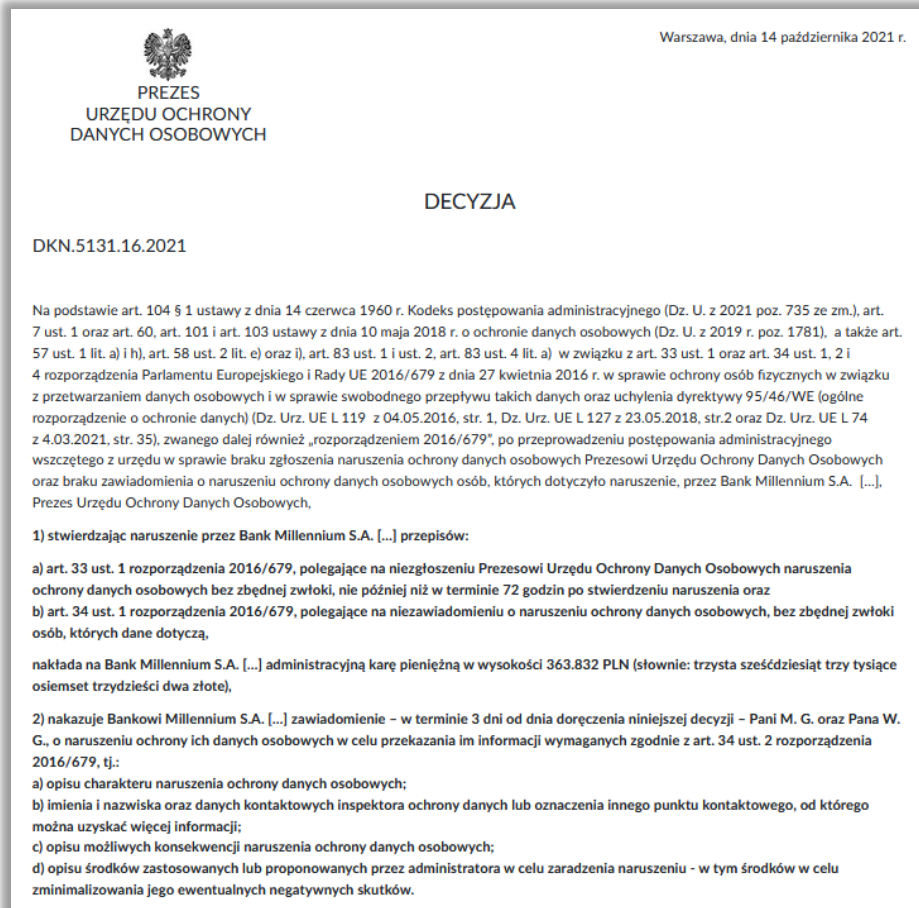 Warszawa, dnia 14 października 2021 r.
PREZES
URZĘDU OCHRONY
DANYCH OSOBOWYCH
DECYZJA
DKN.5131.16.2021
Na podstawie art. 104 § 1 ustawy z dnia 14 czerwca 1960 r. Kodeks postępowania administracyjnego (Dz. U. z 2021 poz. 735 ze zm.), art.
7 ust. 1 oraz art. 60, art. 101 i art. 103 ustawy z dnia 10 maja 2018 r. o ochronie danych osobowych (Dz. U. z 2019 r. poz. 1781), a także art.
57 ust. 1 lit. a) i h), art. 58 ust. 2 lit. e) oraz i), art. 83 ust. 1 i ust. 2, art. 83 ust. 4 lit. a) w związku z art. 33 ust. 1 oraz art. 34 ust. 1, 2 i
4 rozporządzenia Parlamentu Europejskiego i Rady UE 2016/679 z dnia 27 kwietnia 2016 r. w sprawie ochrony osób fizycznych w związku
z przetwarzaniem danych osobowych i w sprawie swobodnego przepływu takich danych oraz uchylenia dyrektywy 95/46/WE (ogólne
rozporządzenie o ochronie danych) (Dz. Urz. UE L 119 z 04.05.2016, str. 1, Dz. Urz. UE L 127 z 23.05.2018, str.2 oraz Dz. Urz. UE L 74
z 4.03.2021, str. 35), zwanego dalej również „rozporządzeniem 2016/679”, po przeprowadzeniu postępowania administracyjnego
wszczętego z urzędu w sprawie braku zgłoszenia naruszenia ochrony danych osobowych Prezesowi Urzędu Ochrony Danych Osobowych
oraz braku zawiadomienia o naruszeniu ochrony danych osobowych osób, których dotyczyło naruszenie, przez Bank Millennium S.A. [...],
Prezes Urzędu Ochrony Danych Osobowych,
1) stwierdzając naruszenie przez Bank Millennium S.A. [...] przepisów:
a) art. 33 ust. 1 rozporządzenia 2016/679, polegające na niezgłoszeniu Prezesowi Urzędu Ochrony Danych Osobowych naruszenia
ochrony danych osobowych bez zbędnej zwłoki, nie później niż w terminie 72 godzin po stwierdzeniu naruszenia oraz
b) art. 34 ust. 1 rozporządzenia 2016/679, polegające na niezawiadomieniu o naruszeniu ochrony danych osobowych, bez zbędnej zwłoki
osób, których dane dotyczą,
nakłada na Bank Millennium S.A. [...] administracyjną karę pieniężną w wysokości 363.832 PLN (słownie: trzysta sześćdziesiąt trzy tysiące
osiemset trzydzieści dwa złote),
2) nakazuje Bankowi Millennium S.A. [...] zawiadomienie – w terminie 3 dni od dnia doręczenia niniejszej decyzji – Pani M. G. oraz Pana W.
G., o naruszeniu ochrony ich danych osobowych w celu przekazania im informacji wymaganych zgodnie z art. 34 ust. 2 rozporządzenia
2016/679, tj.:
a) opisu charakteru naruszenia ochrony danych osobowych;
b) imienia i nazwiska oraz danych kontaktowych inspektora ochrony danych lub oznaczenia innego punktu kontaktowego, od którego
można uzyskać więcej informacji;
c) opisu możliwych konsekwencji naruszenia ochrony danych osobowych;
d) opisu środków zastosowanych lub proponowanych przez administratora w celu zaradzenia naruszeniu - w tym środków w celu
zminimalizowania jego ewentualnych negatywnych skutków.